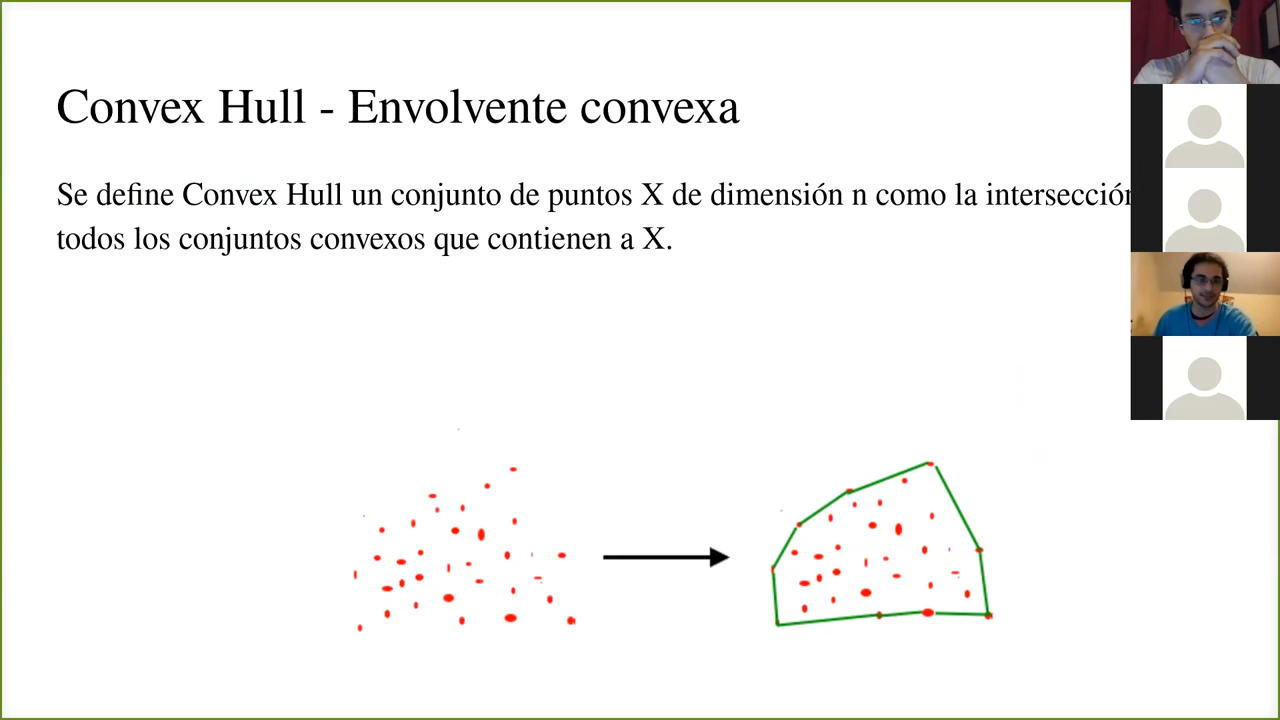 Convex Hull - Envolvente convexa
Se define Convex Hull un conjunto de puntos X de dimensión n como la intersección
todos los conjuntos convexos que contienen a X.